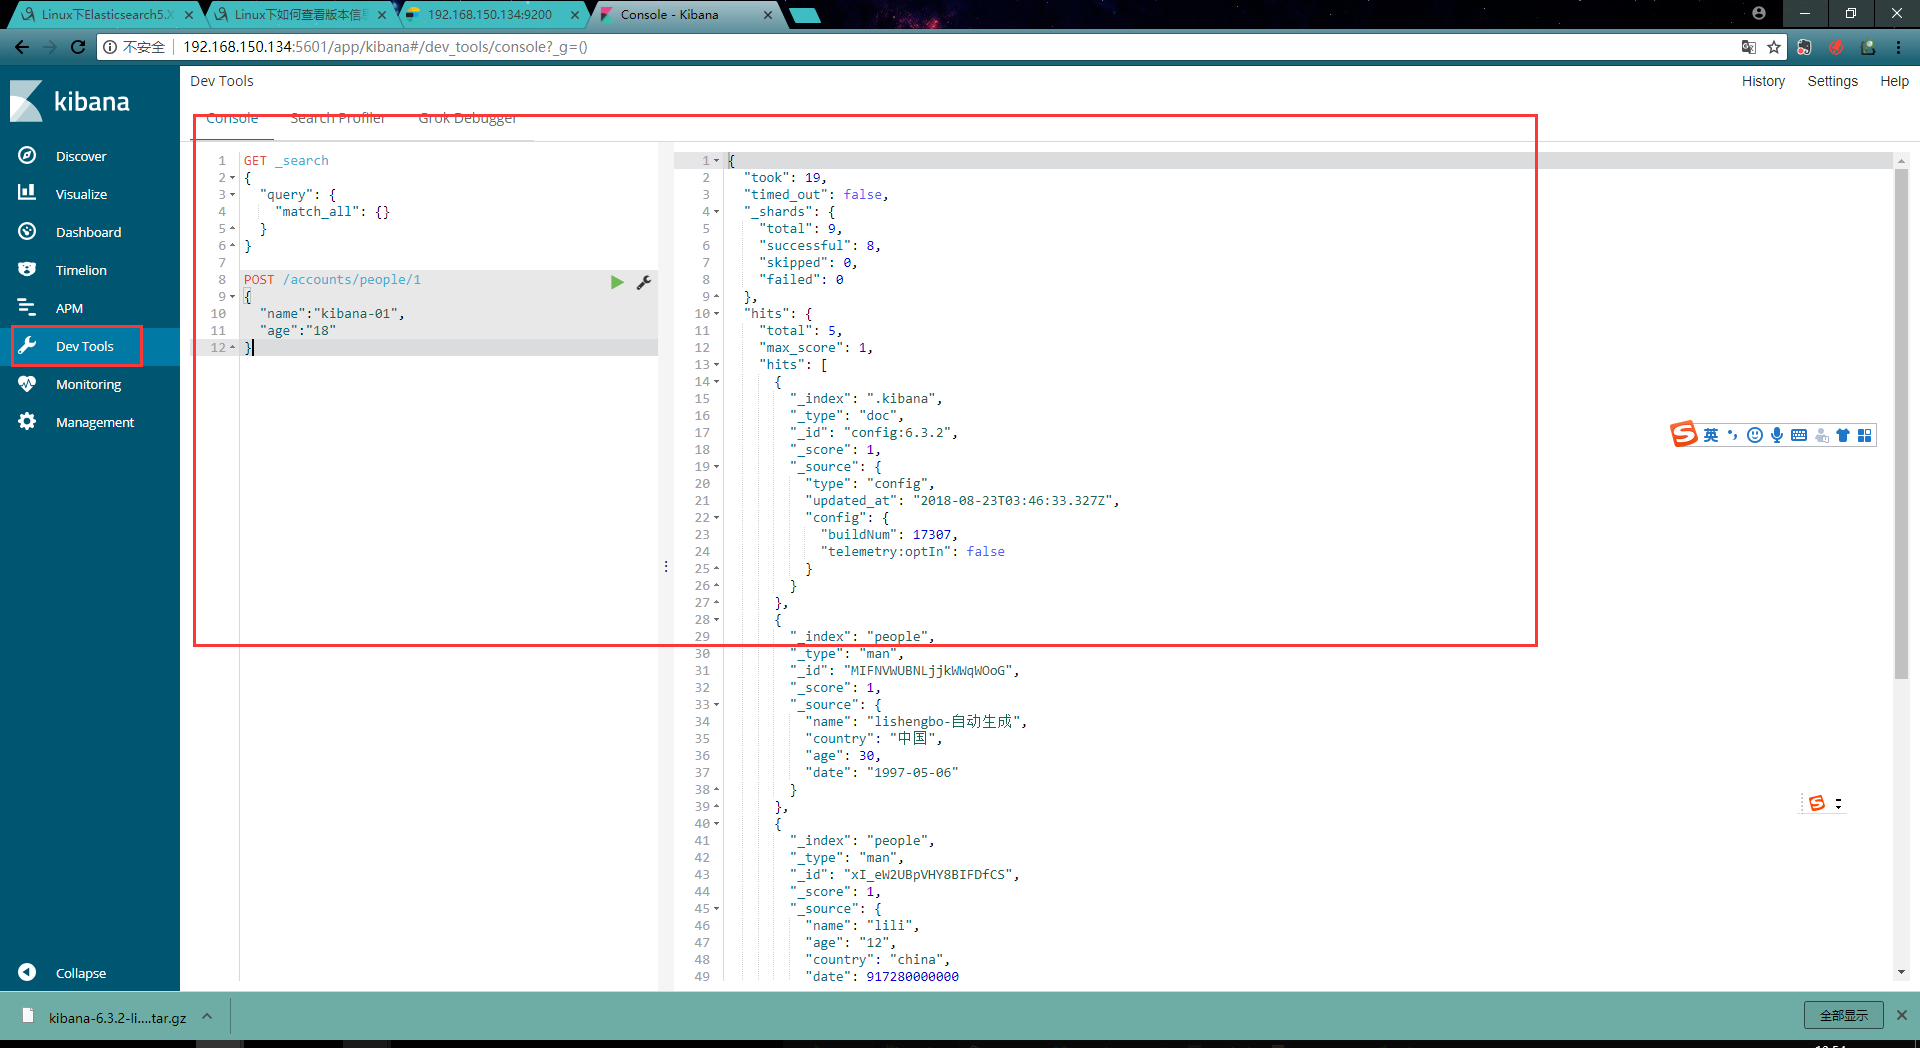 Linux下Elasticsearch5.X
Linux下如何查看版本信息
192.168.150.134:9200
Console - Kibana
不安全
192.168.150.134:5601/app/kibana#/dev_tools/console?_g=()
kibana
Discover
Visualize
Dashboard
Timelion
APM
Dev Tools
Monitoring
Management
Collapse
Dev Tools
History
Settings
Help
Console
Search Profiler
Grok Debugger
1 GET _search
2 {
3 "query": {
4 "match_all": {}
5 }
6 }
7
8 POST /accounts/people/1
9 {
10 "name":"kibana-01",
11 "age":"18"
12 }
1 {
2 "took": 19,
3 "timed_out": false,
4 "_shards": {
5 "total": 9,
6 "successful": 8,
7 "skipped": 0,
8 "failed": 0
9 },
10 "hits": {
11 "total": 5,
12 "max_score": 1,
13 "hits": [
14 {
15 "_index": ".kibana",
16 "_type": "doc",
17 "_id": "config:6.3.2",
18 "_score": 1,
19 "_source": {
20 "type": "config",
21 "updated_at": "2018-08-23T03:46:33.327Z",
22 "config": {
23 "buildNum": 17307,
24 "telemetry:optIn": false
25 }
26 }
27 },
28 {
29 "_index": "people",
30 "_type": "man",
31 "_id": "MIFNVWUBNLjjkWWqWOoG",
32 "_score": 1,
33 "_source": {
34 "name": "lishengbo-自动生成",
35 "country": "中国",
36 "age": 30,
37 "date": "1997-05-06"
38 }
39 },
40 {
41 "_index": "people",
42 "_type": "man",
43 "_id": "xI_eW2UBpVHY8BIFDfCS",
44 "_score": 1,
45 "_source": {
46 "name": "lili",
47 "age": "12",
48 "country": "china",
49 "date": 917280000000
英
kibana-6.3.2-li....tar.gz
全部显示